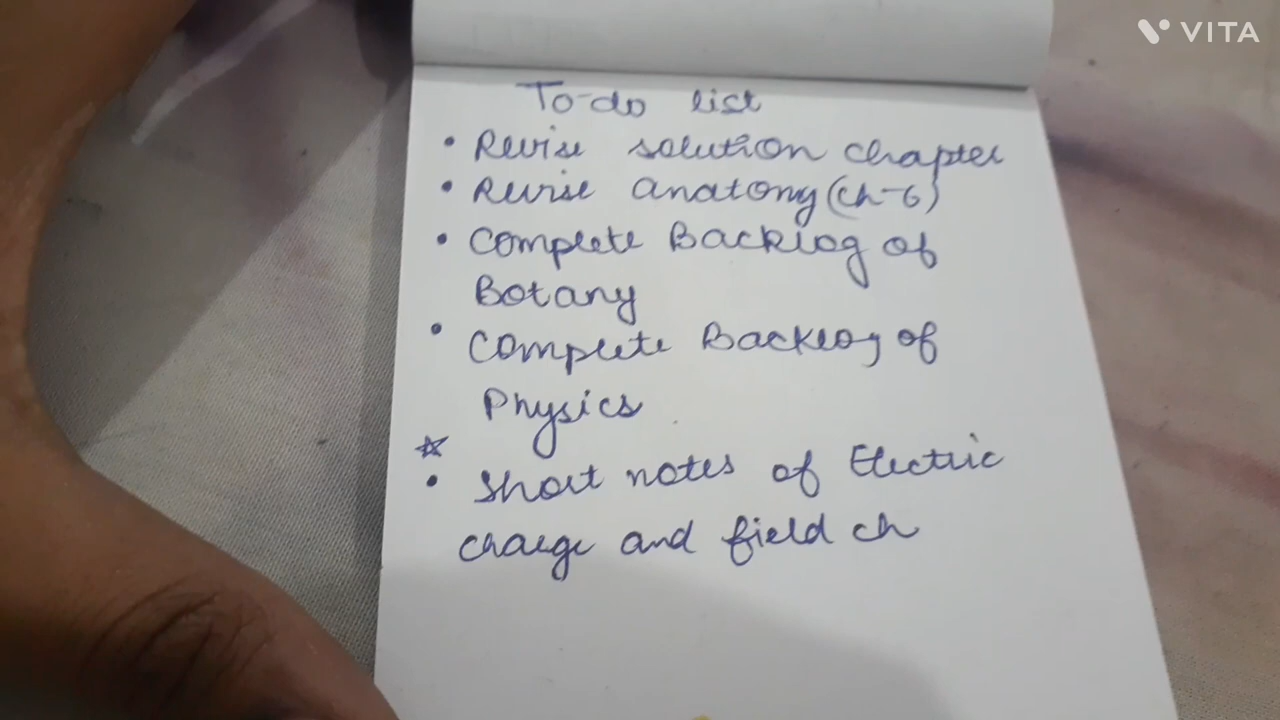 VITA
To-do list
• Revise solution chapter
• Revise anatomy (ch-6)
• Complete Backlog of
Botany
• Complete Backlog of
Physics
☆
• Short notes of Electric
charge and field ch